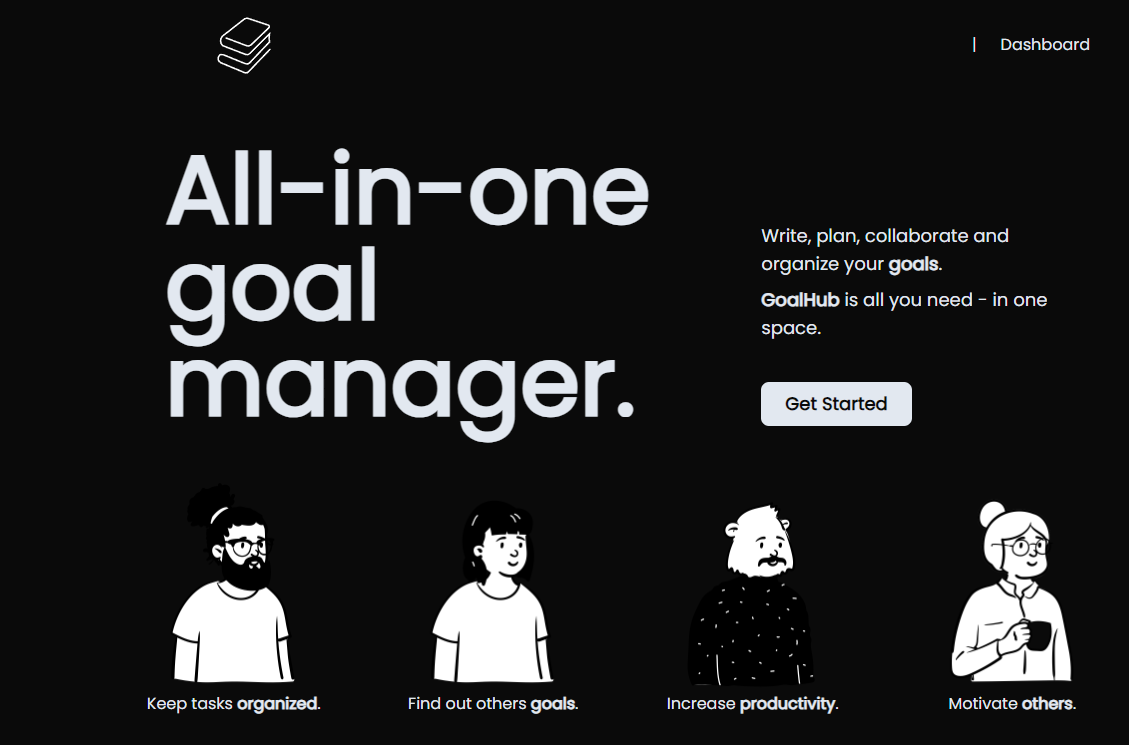 | Dashboard
All-in-one
goal
manager.
Write, plan, collaborate and
organize your goals.
GoalHub is all you need - in one
space.
Get Started
Keep tasks organized.
Find out others goals.
Increase productivity.
Motivate others.